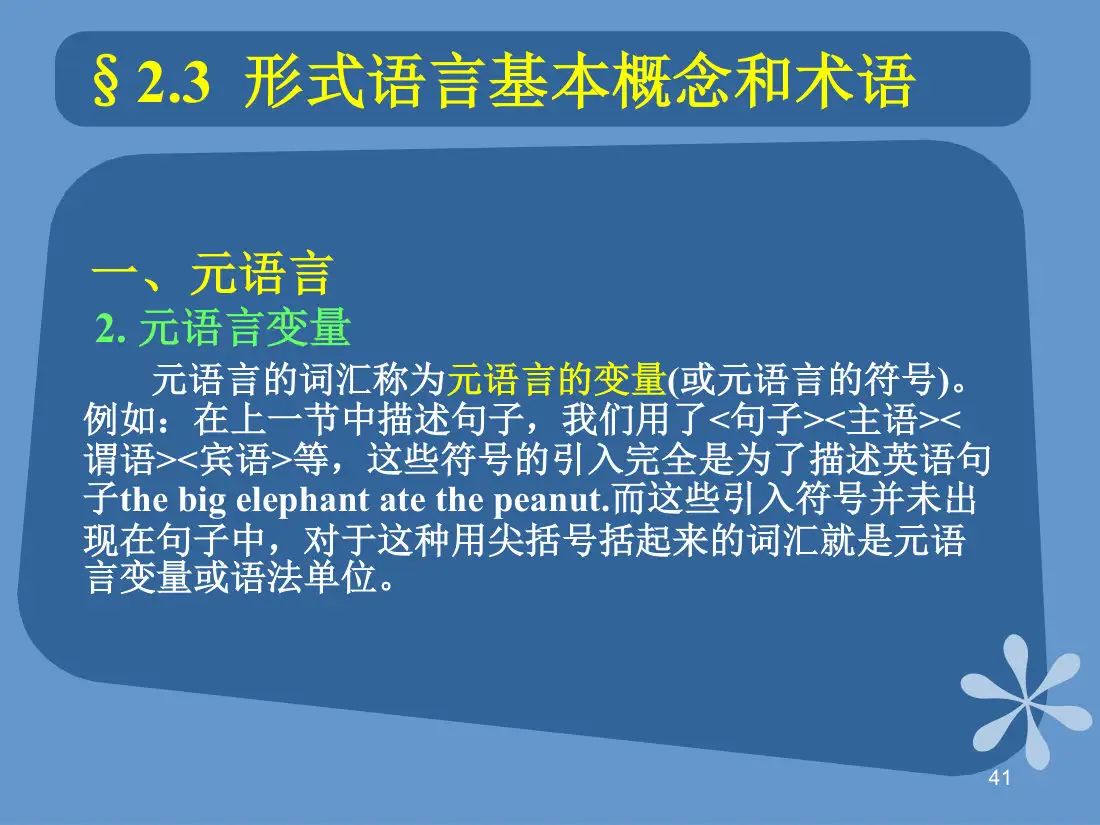 §2.3 形式语言基本概念和术语
一、元语言
2. 元语言变量
元语言的词汇称为元语言的变量(或元语言的符号)。
例如：在上一节中描述句子，我们用了<句子><主语><
谓语><宾语>等，这些符号的引入完全是为了描述英语句
子the big elephant ate the peanut.而这些引入符号并未出
现在句子中，对于这种用尖括号括起来的词汇就是元语
言变量或语法单位。
41